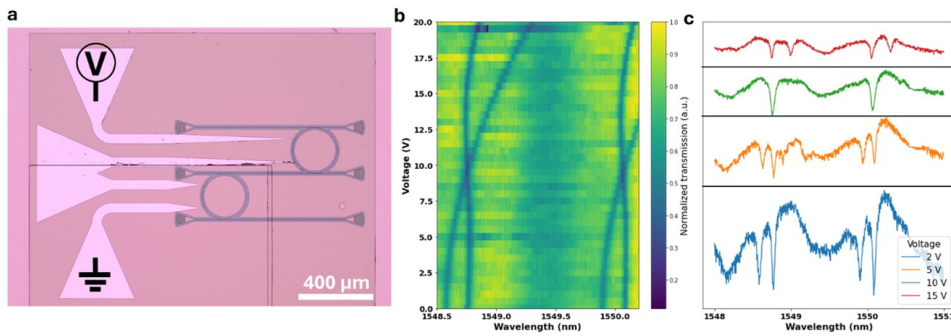 a
V
400 µm
b
20.0
17.5
15.0
12.5
10.0
7.5
5.0
2.5
0.0
Voltage (V)
1548.5
1549.0
1549.5
1550.0
Wavelength (nm)
1.0
0.9
0.8
0.7
0.6
0.5
0.4
0.3
0.2
Normalized transmission (a.u.)
c
Voltage
2 V
5 V
10 V
15 V
1548
1549
1550
Wavelength (nm)